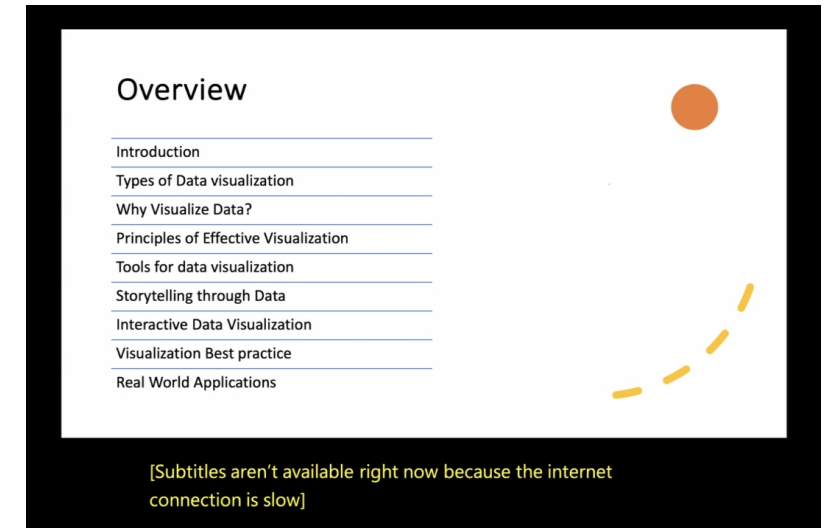 Overview
Introduction
Types of Data visualization
Why Visualize Data?
Principles of Effective Visualization
Tools for data visualization
Storytelling through Data
Interactive Data Visualization
Visualization Best practice
Real World Applications
[Subtitles aren't available right now because the internet
connection is slow]